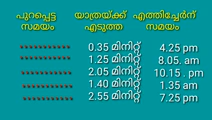 പുറപ്പെട്ട യാത്രയ്ക്ക് എത്തിച്ചേർന്ന
സമയം എടുത്ത സമയം
********** 0.35 മിനിറ്റ് 4.25 pm
********** 1.25 മിനിറ്റ് 8.05. am
********** 2.05 മിനിറ്റ് 10.15 . pm
********** 1.40 മിനിറ്റ് 1.35 am
********** 2.55 മിനിറ്റ് 7.25 pm